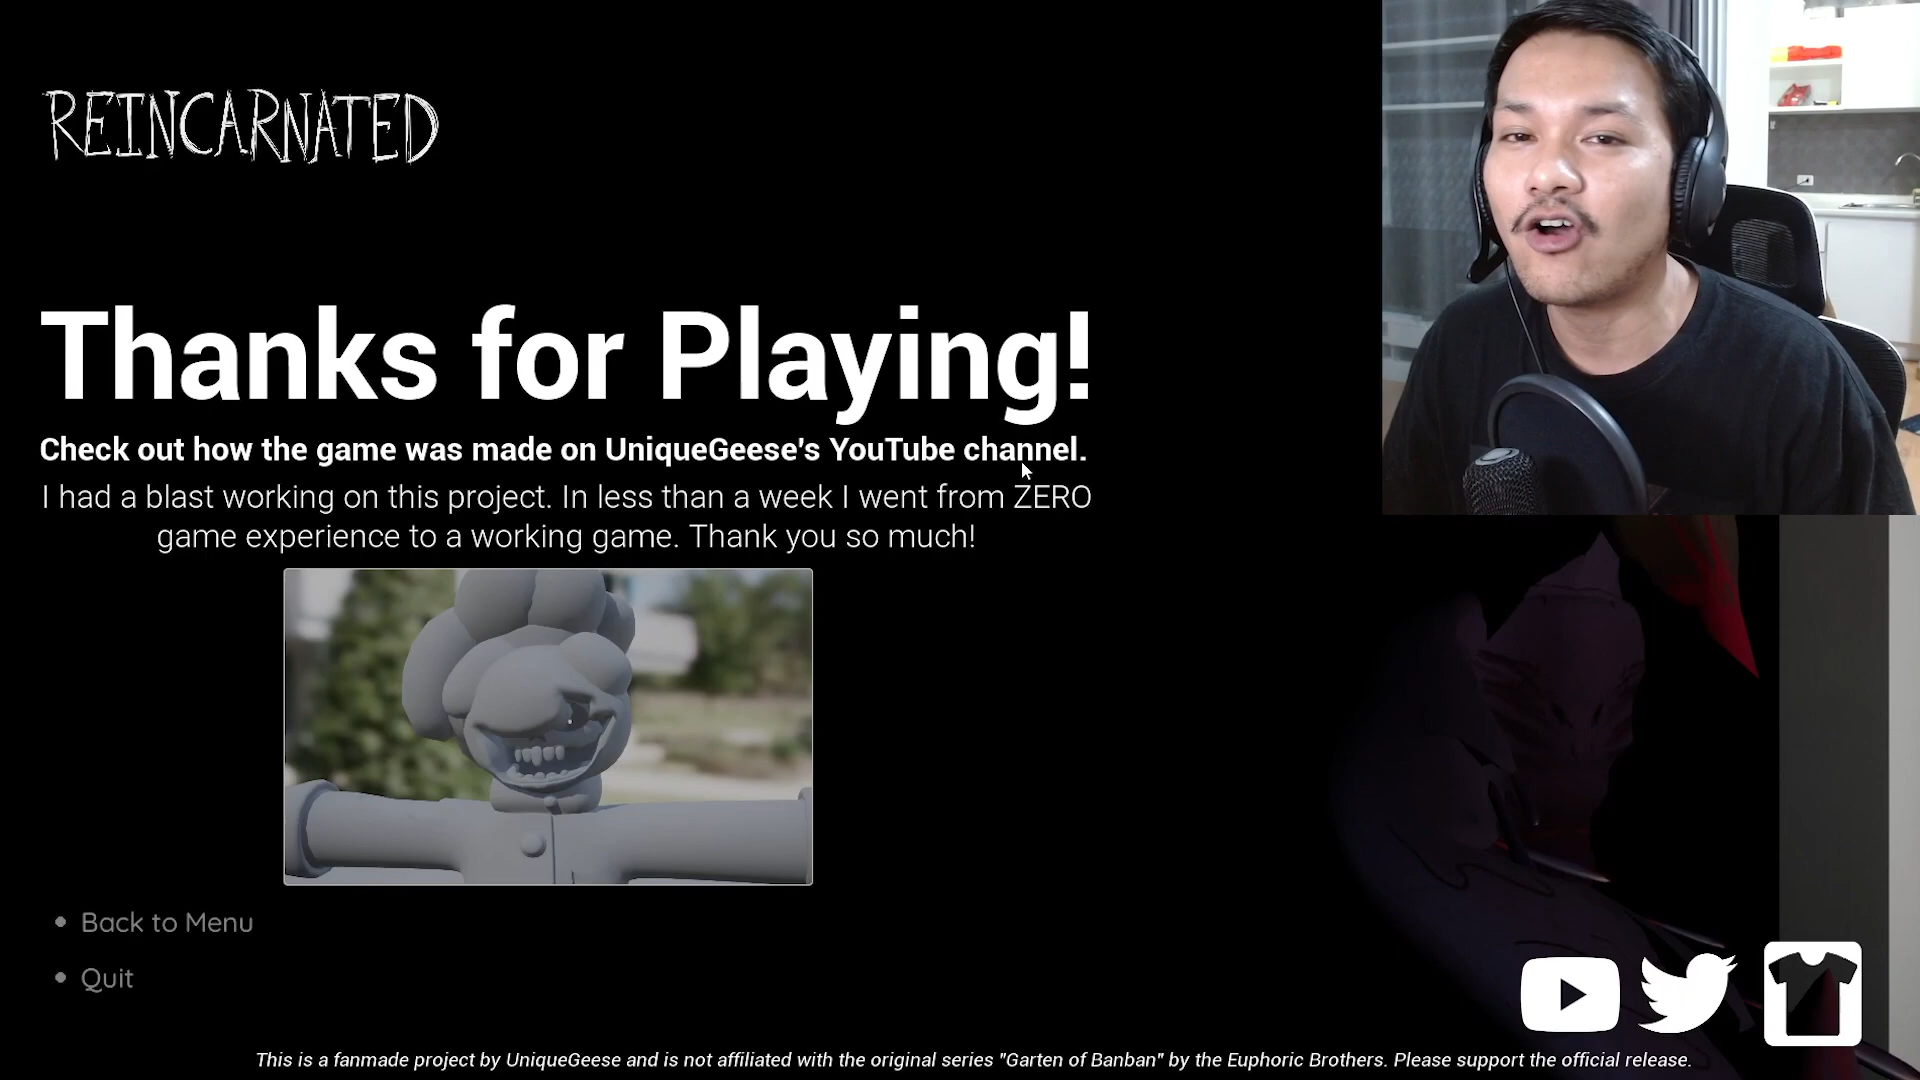 REINCARNATED
Thanks for Playing!
Check out how the game was made on UniqueGeese's YouTube channel.
I had a blast working on this project. In less than a week I went from ZERO
game experience to a working game. Thank you so much!
Back to Menu
Quit
This is a fanmade project by UniqueGeese and is not affiliated with the original series "Garten of Banban" by the Euphoric Brothers. Please support the official release.